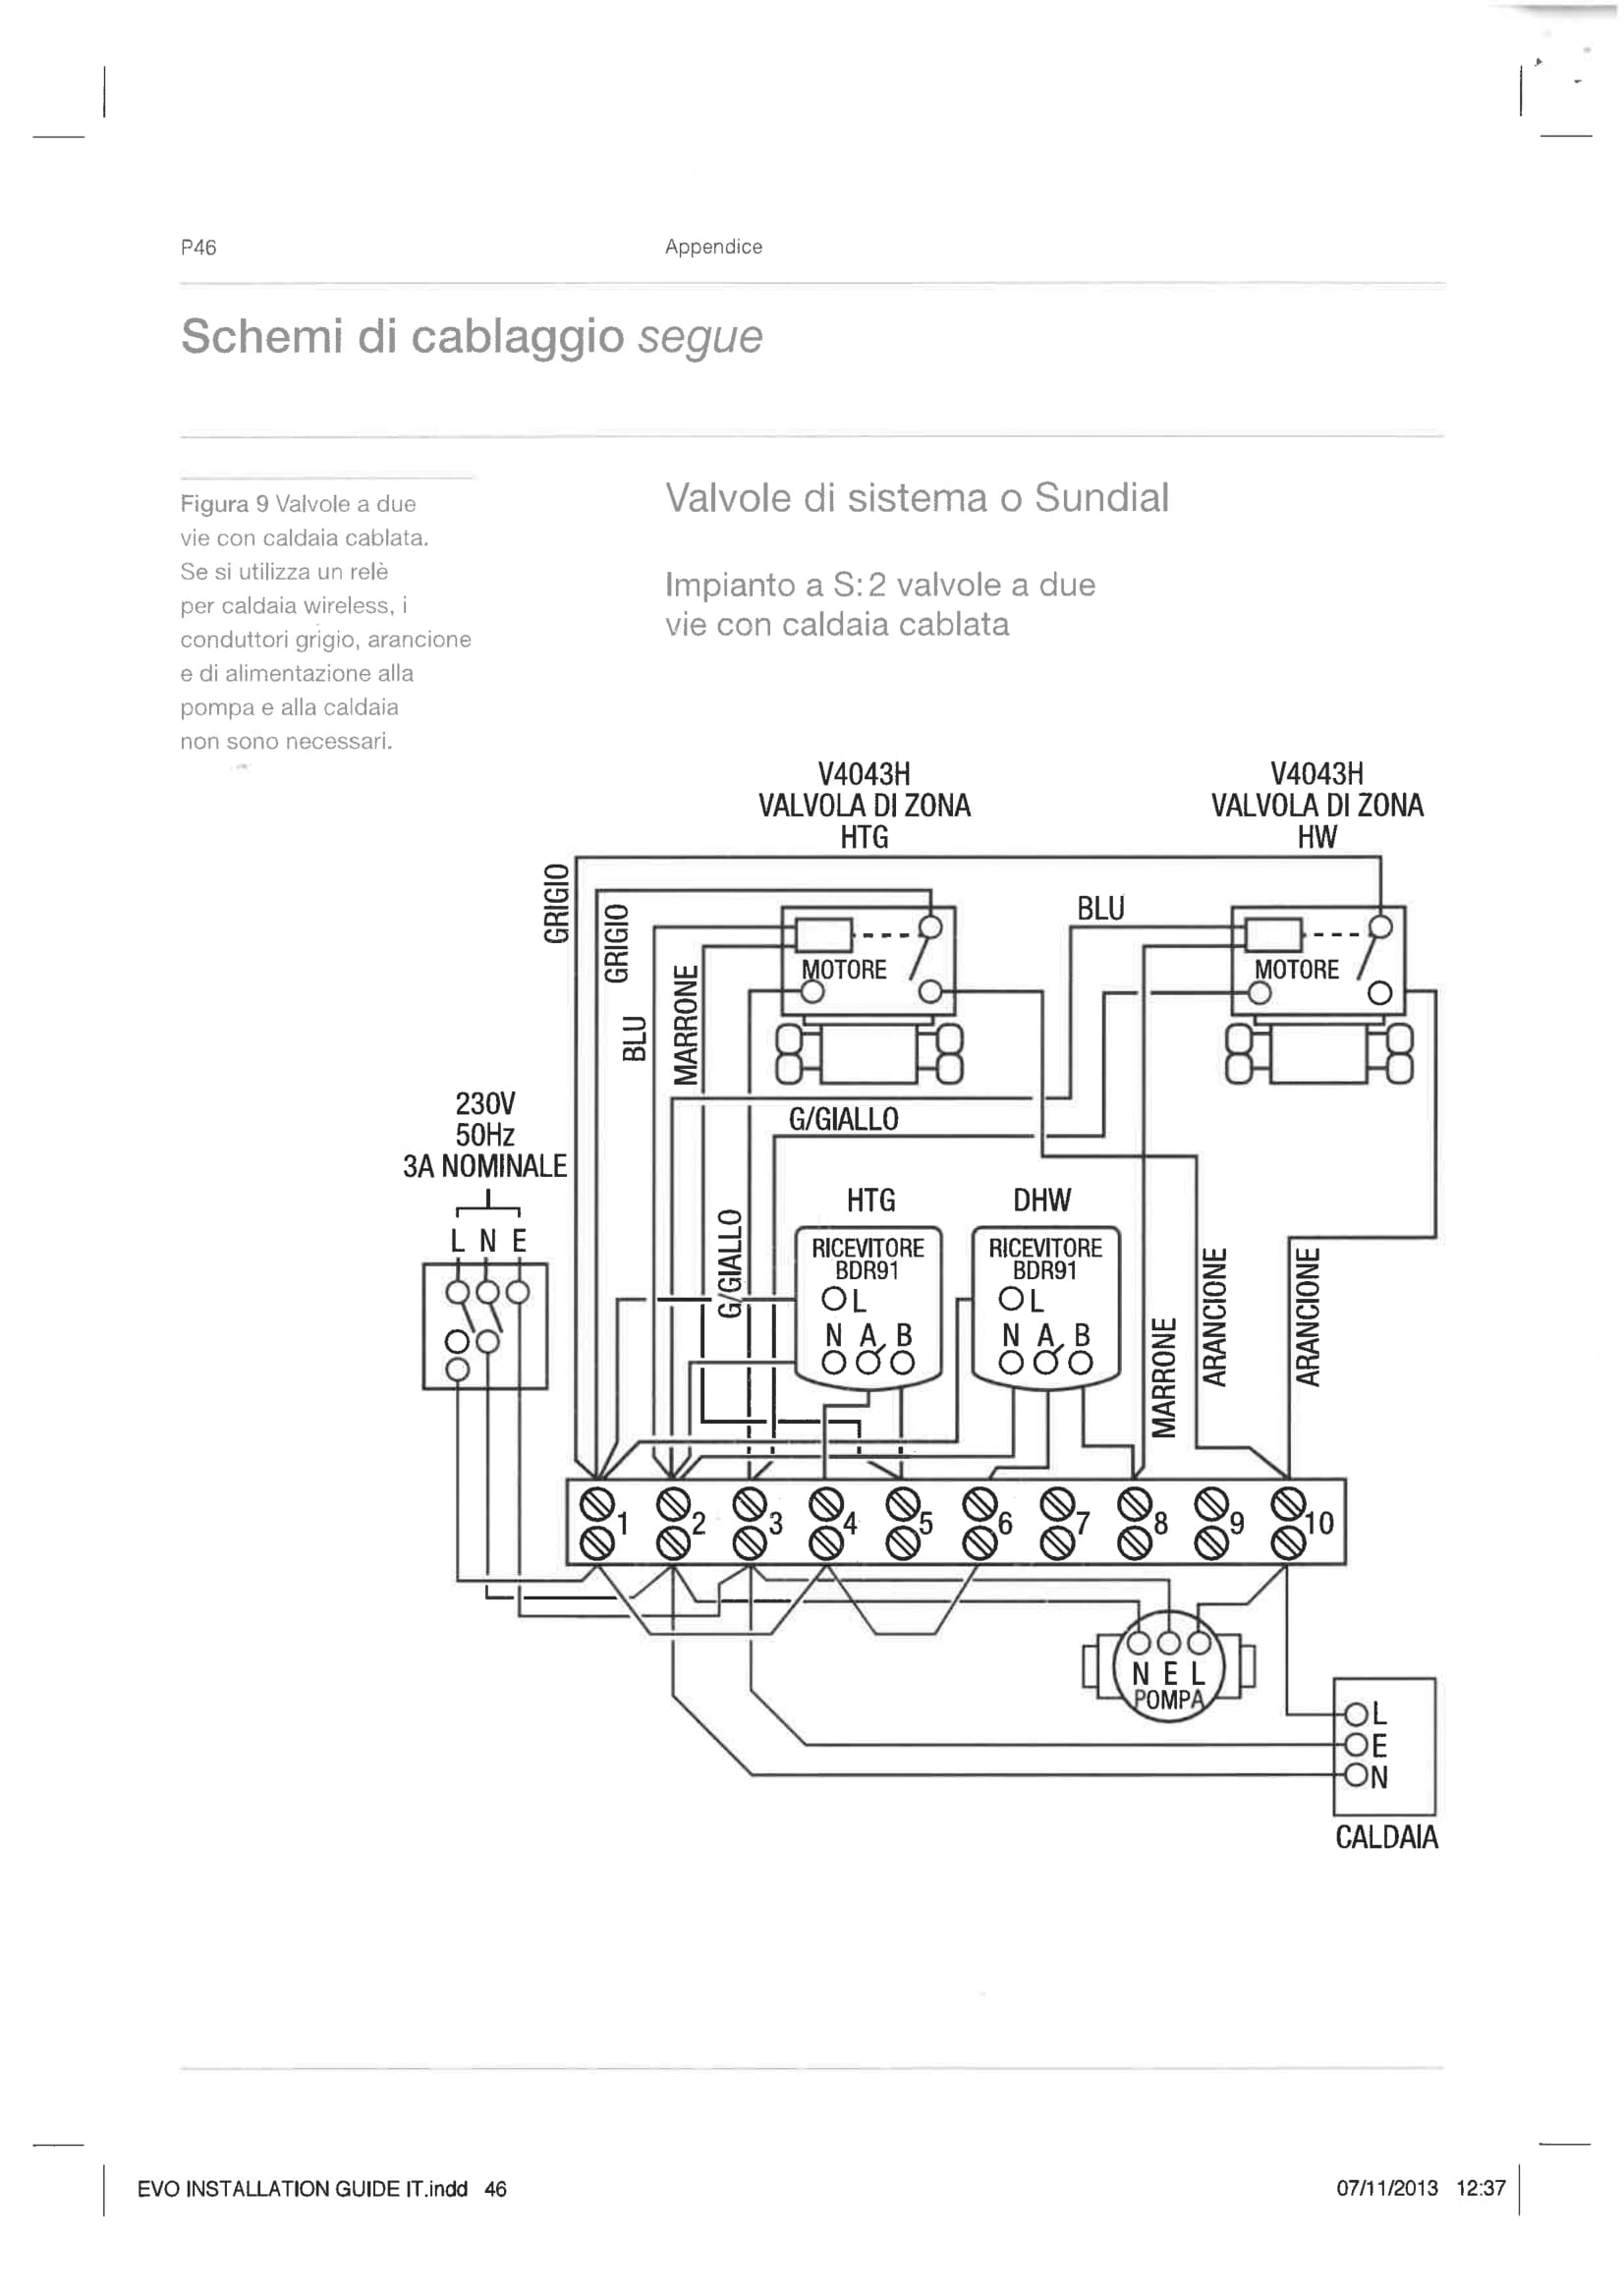 P46
Appendice
Schemi di cablaggio segue
Figura 9 Valvole a due
vie con caldaia cablata.
Se si utilizza un relè
per caldaia wireless, i
conduttori grigio, arancione
e di alimentazione alla
pompa e alla caldaia
non sono necessari.
Valvole di sistema o Sundial
Impianto a S:2 valvole a due
vie con caldaia cablata
V4043H
VALVOLA DI ZONA
HTG
V4043H
VALVOLA DI ZONA
HW
GRIGIO
GRIGIO
BLU
MARRONE
BLU
MOTORE
MOTORE
G/GIALLO
230V
50Hz
3A NOMINALE
L N E
G/GIALLO
HTG
DHW
RICEVITORE
BDR91
L
N A B
RICEVITORE
BDR91
L
N A B
MARRONE
ARANCIONE
ARANCIONE
1 2 3 4 5 6 7 8 9 10
N E L
POMPA
L
E
N
CALDAIA
EVO INSTALLATION GUIDE IT.indd 46
07/11/2013 12:37